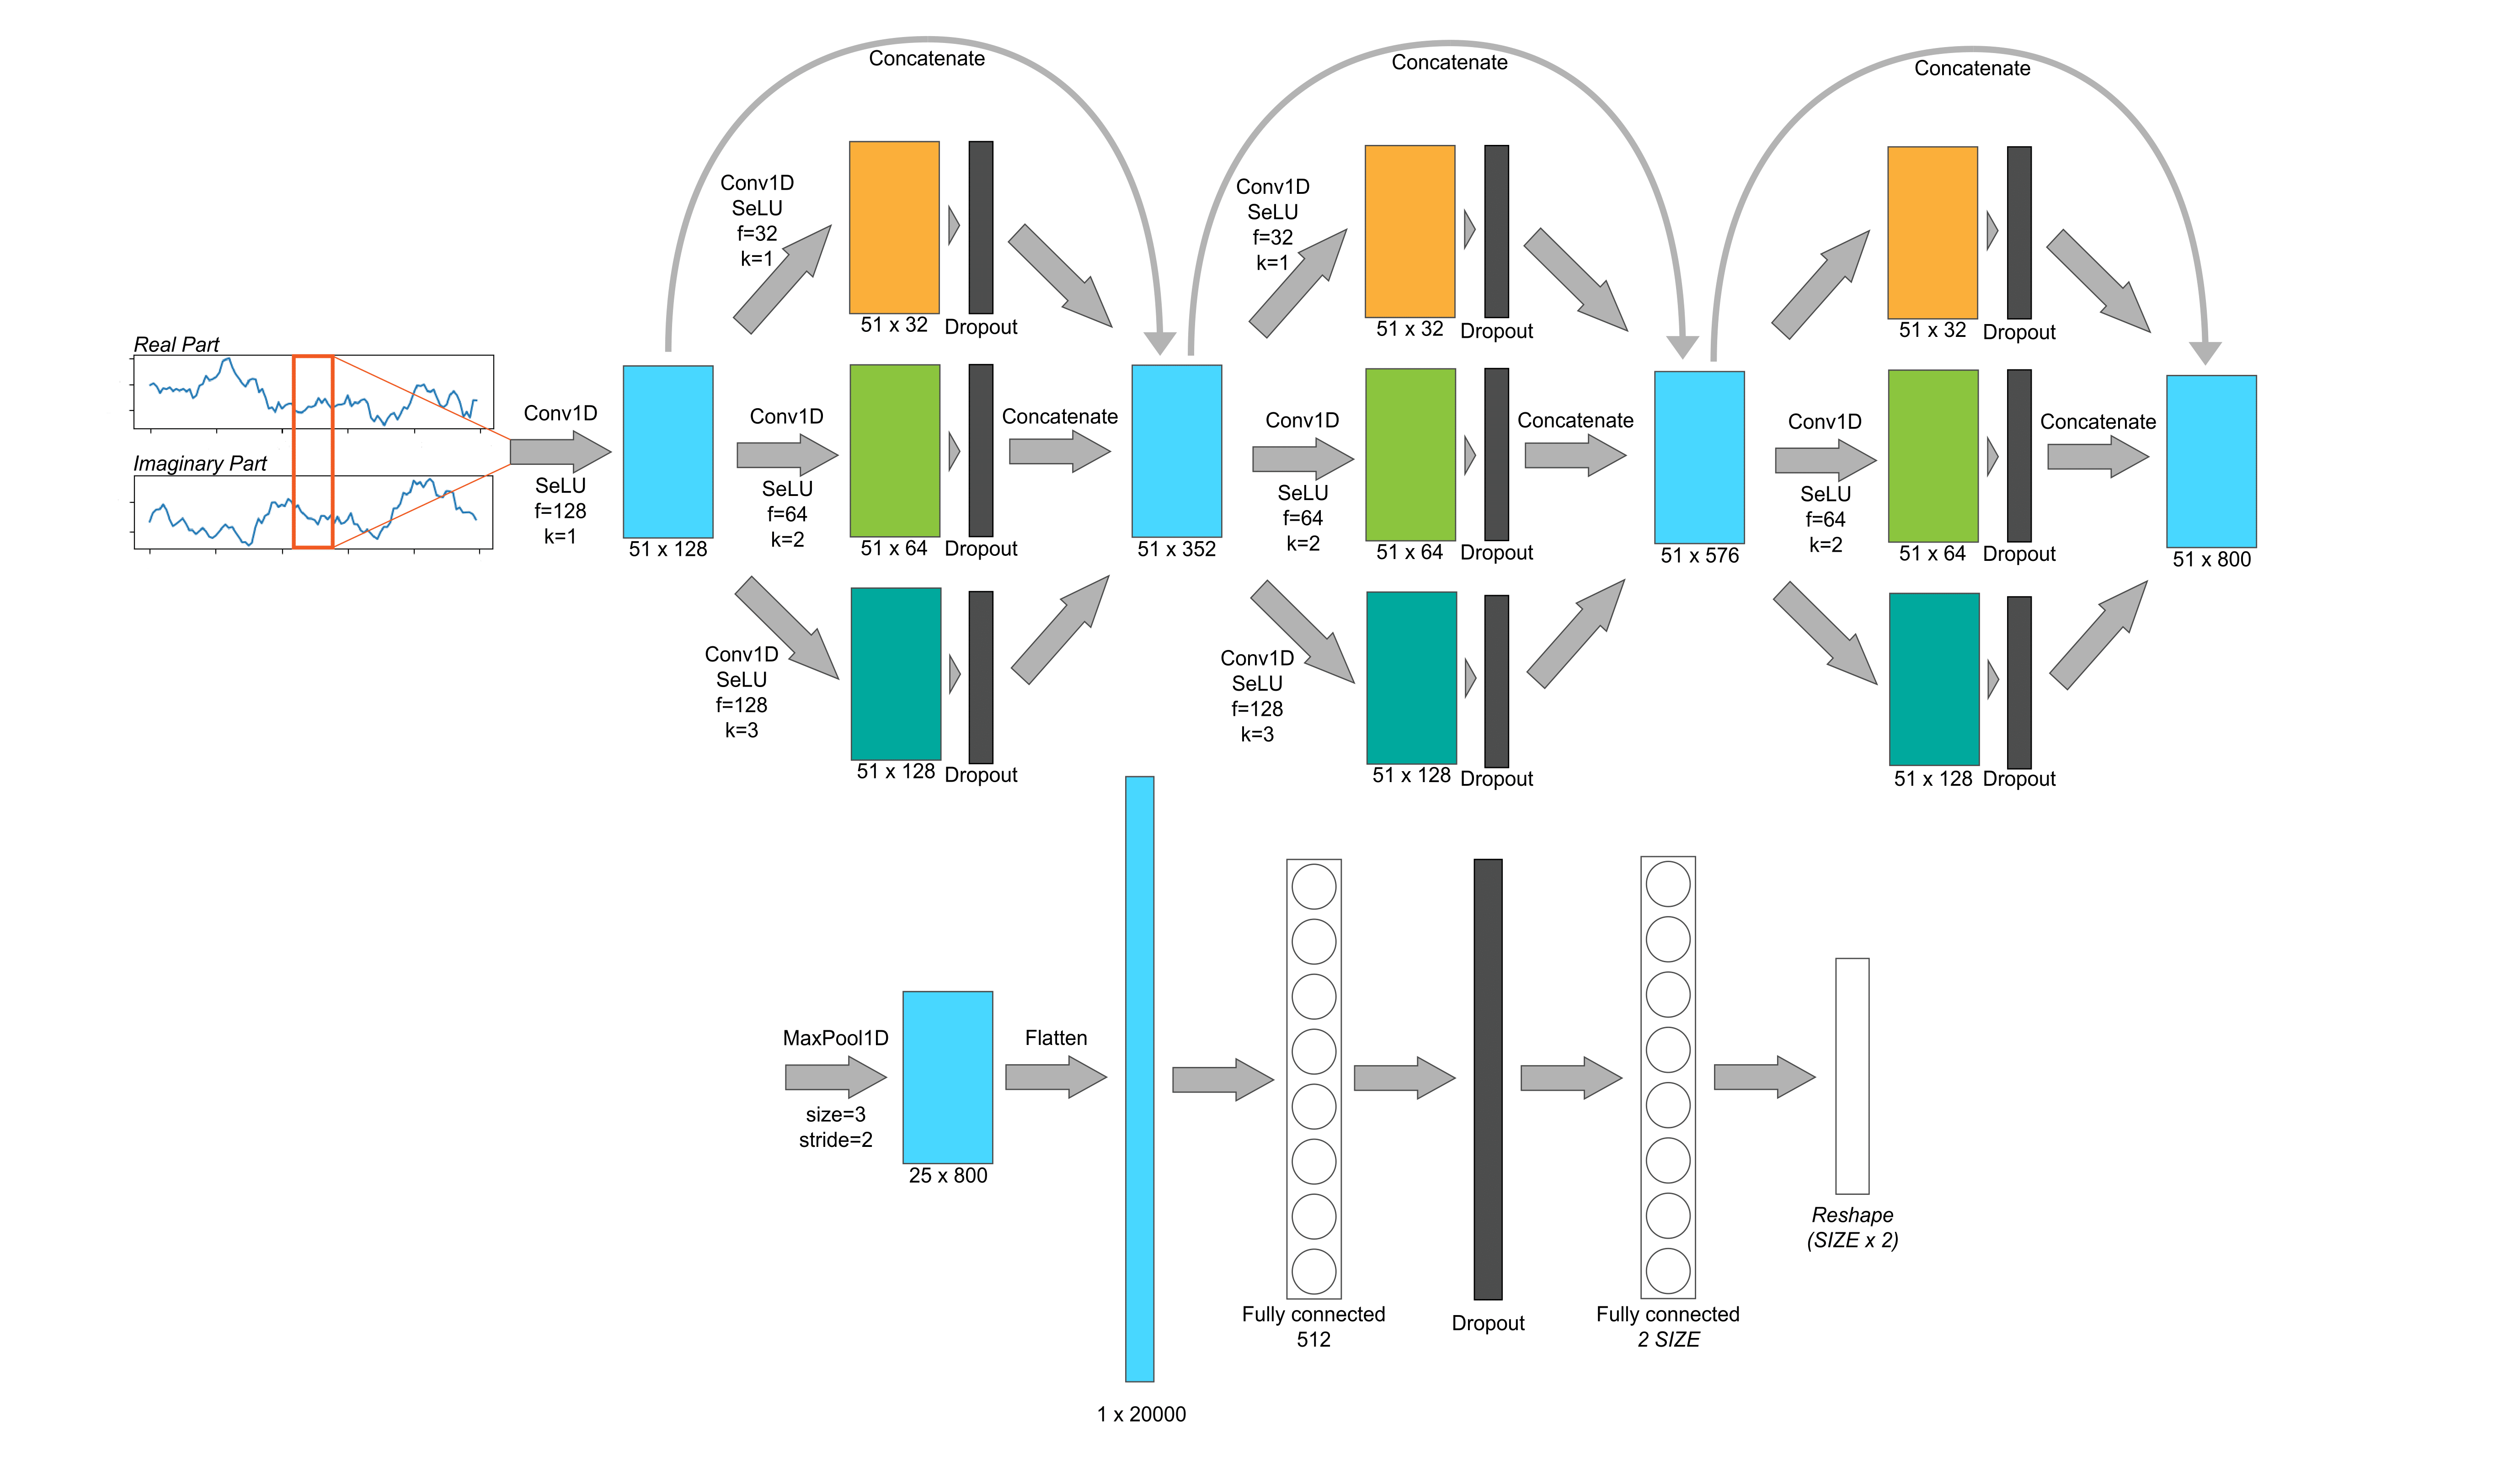 Concatenate
Concatenate
Concatenate
Conv1D
SeLU
f=32
k=1
51 x 32
Dropout
Conv1D
SeLU
f=32
k=1
51 x 32
Dropout
51 x 32
Dropout
Real Part
Imaginary Part
Conv1D
SeLU
f=128
k=1
51 x 128
Conv1D
SeLU
f=64
k=2
51 x 64
Dropout
Concatenate
51 x 352
Conv1D
SeLU
f=64
k=2
51 x 64
Dropout
Concatenate
51 x 576
Conv1D
SeLU
f=64
k=2
51 x 64
Dropout
Concatenate
51 x 800
Conv1D
SeLU
f=128
k=3
51 x 128
Dropout
Conv1D
SeLU
f=128
k=3
51 x 128
Dropout
51 x 128
Dropout
MaxPool1D
size=3
stride=2
25 x 800
Flatten
1 x 20000
Fully connected
512
Dropout
Fully connected
2 SIZE
Reshape
(SIZE x 2)